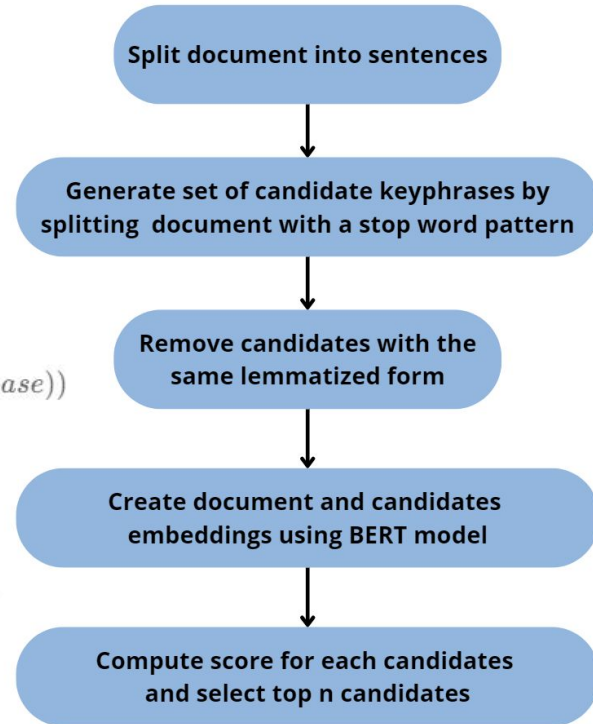 Split document into sentences
Generate set of candidate keyphrases by
splitting document with a stop word pattern
Remove candidates with the
same lemmatized form
ase))
Create document and candidates
embeddings using BERT model
Compute score for each candidates
and select top n candidates